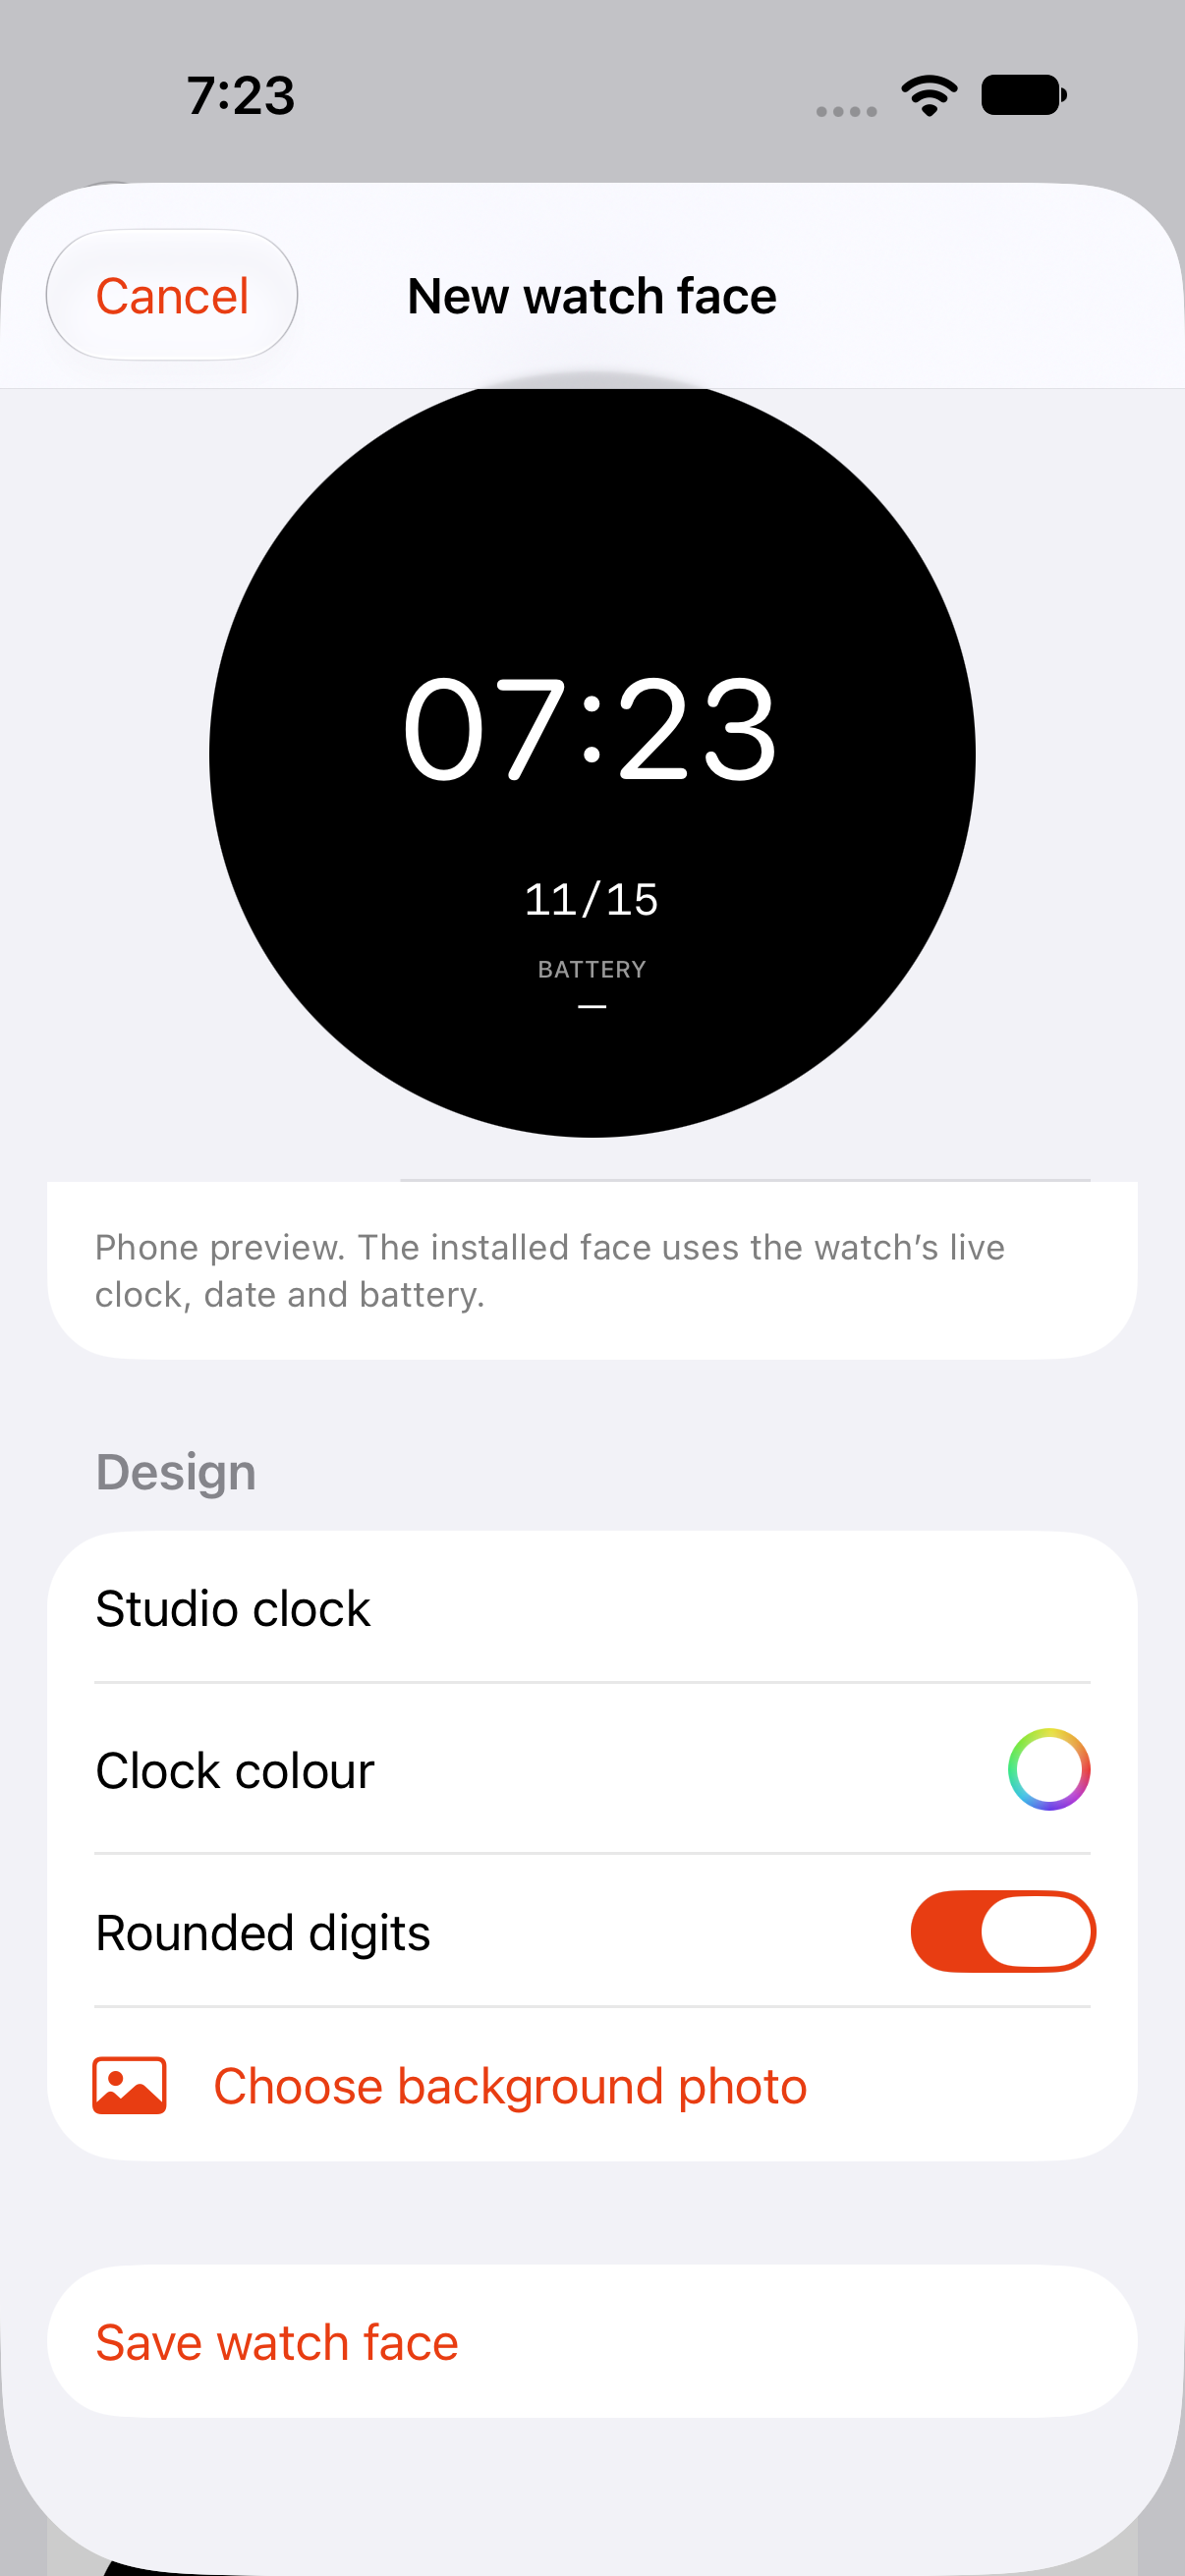 7:23
Cancel
New watch face
07:23
11/15
BATTERY
—
Phone preview. The installed face uses the watch’s live
clock, date and battery.
Design
Studio clock
Clock colour
Rounded digits
Choose background photo
Save watch face